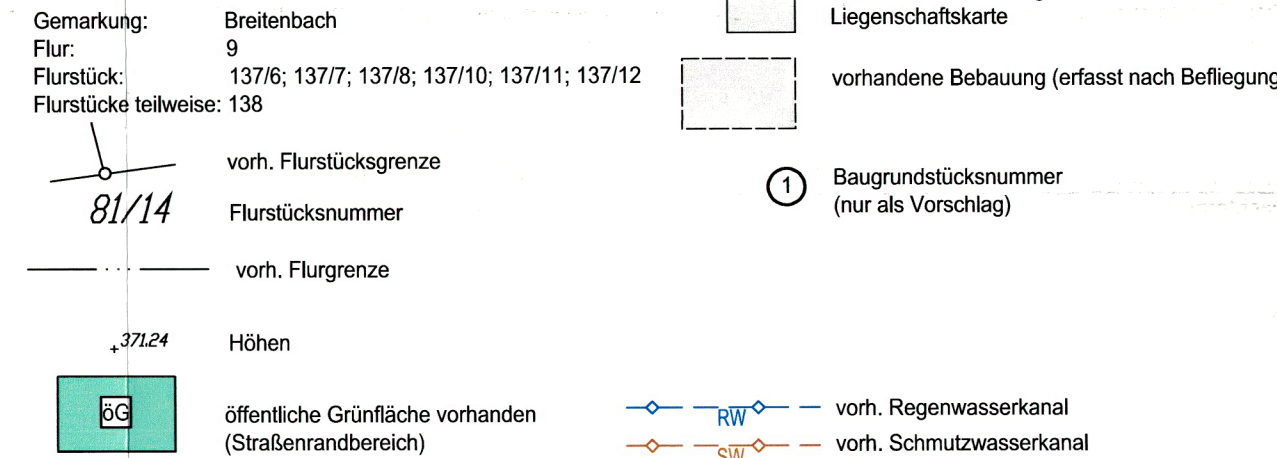 Gemarkung: Breitenbach
Flur: 9
Flurstück: 137/6; 137/7; 137/8; 137/10; 137/11; 137/12
Flurstücke teilweise: 138
vorh. Flurstücksgrenze
81/14 Flurstücksnummer
vorh. Flurgrenze
+371.24 Höhen
öG
öffentliche Grünfläche vorhanden
(Straßenrandbereich)
Liegenschaftskarte
vorhandene Bebauung (erfasst nach Befliegung
1
Baugrundstücksnummer
(nur als Vorschlag)
RW vorh. Regenwasserkanal
SW vorh. Schmutzwasserkanal